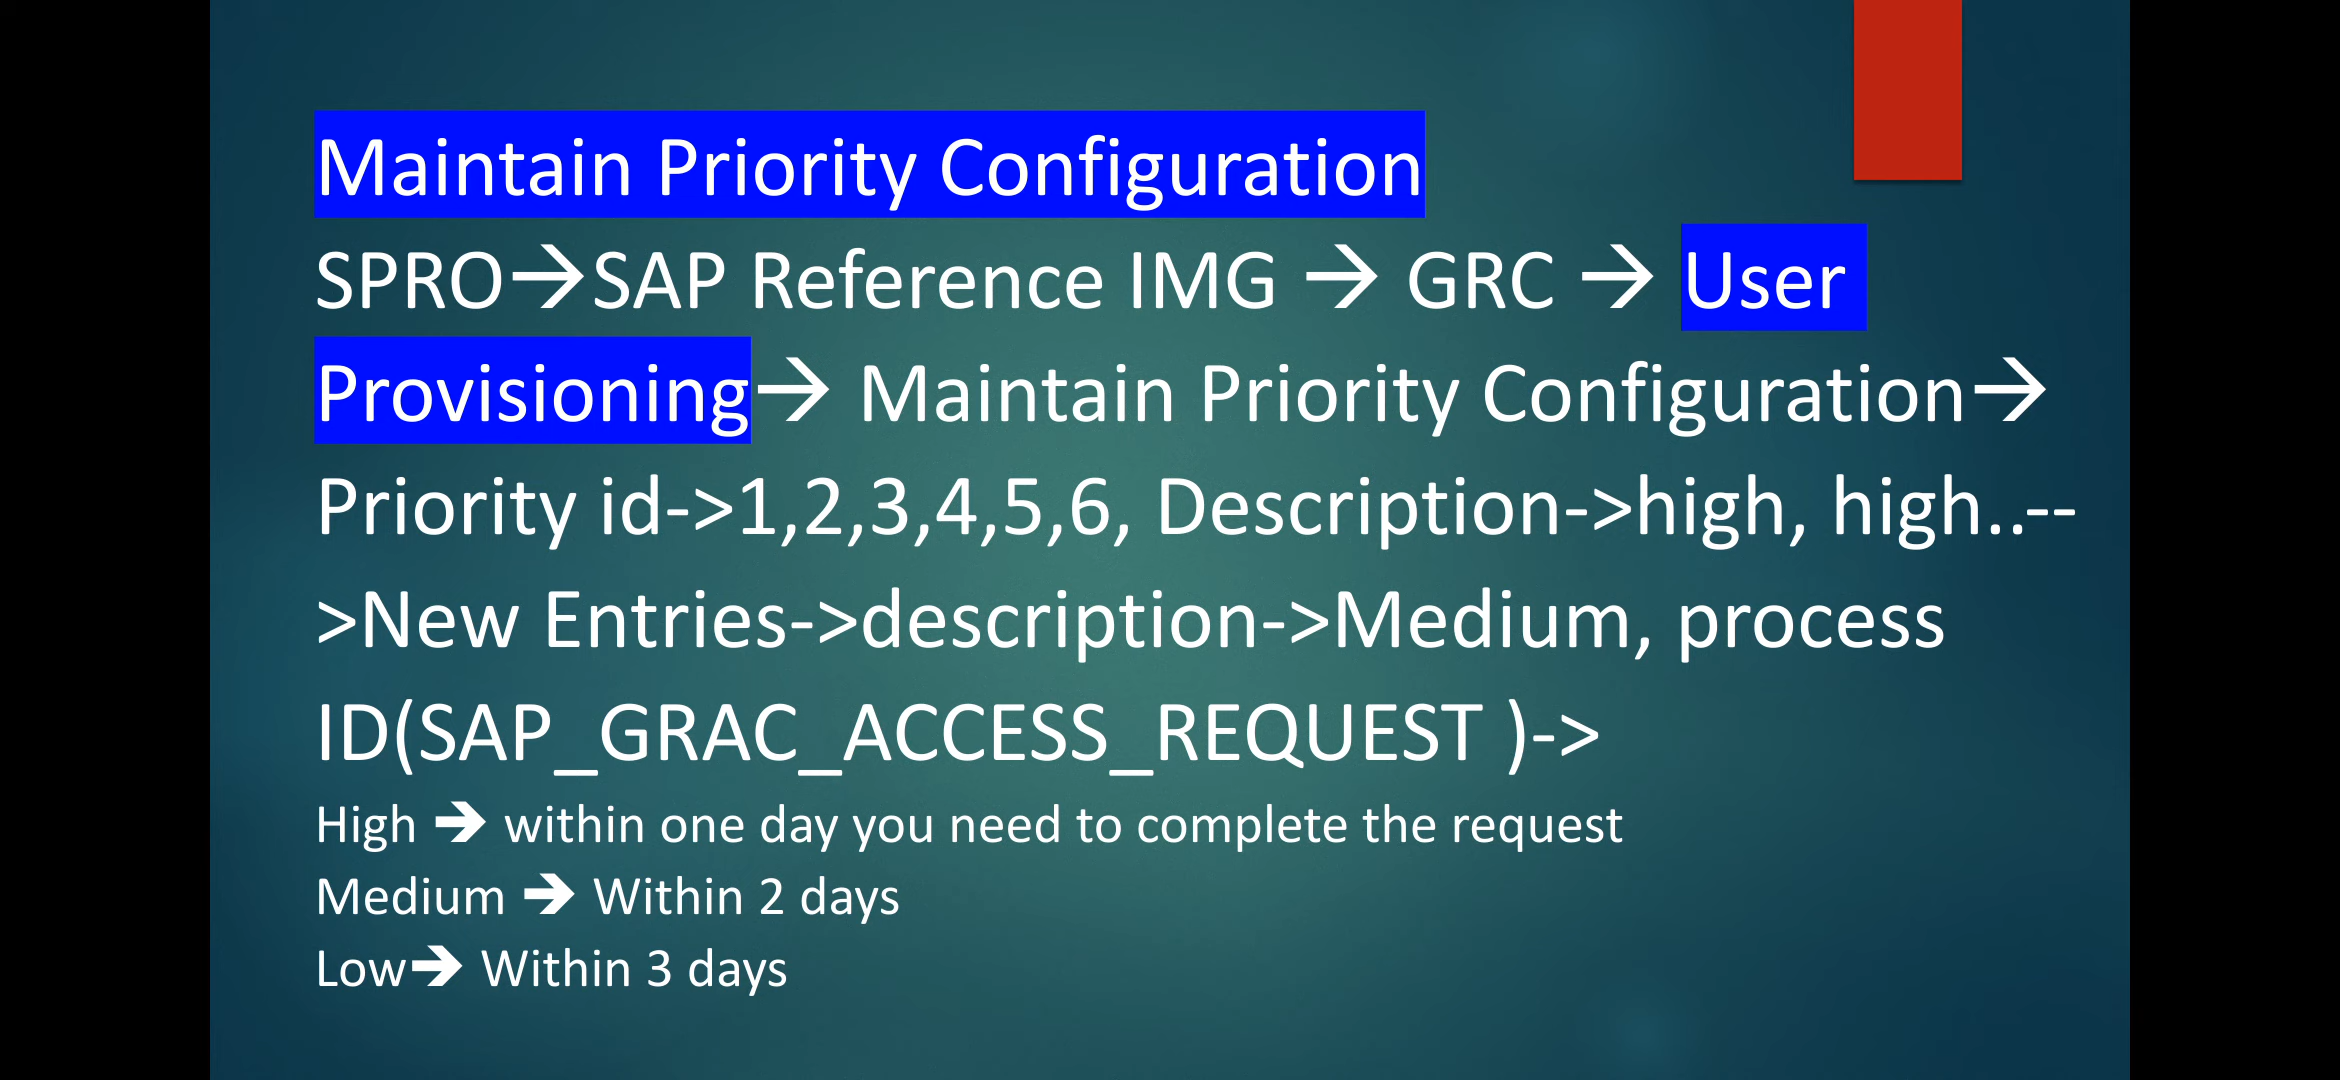 Maintain Priority Configuration
SPRO→SAP Reference IMG → GRC → User
Provisioning→ Maintain Priority Configuration→
Priority id->1,2,3,4,5,6, Description->high, high..--
>New Entries->description->Medium, process
ID(SAP_GRAC_ACCESS_REQUEST )->
High → within one day you need to complete the request
Medium → Within 2 days
Low→ Within 3 days